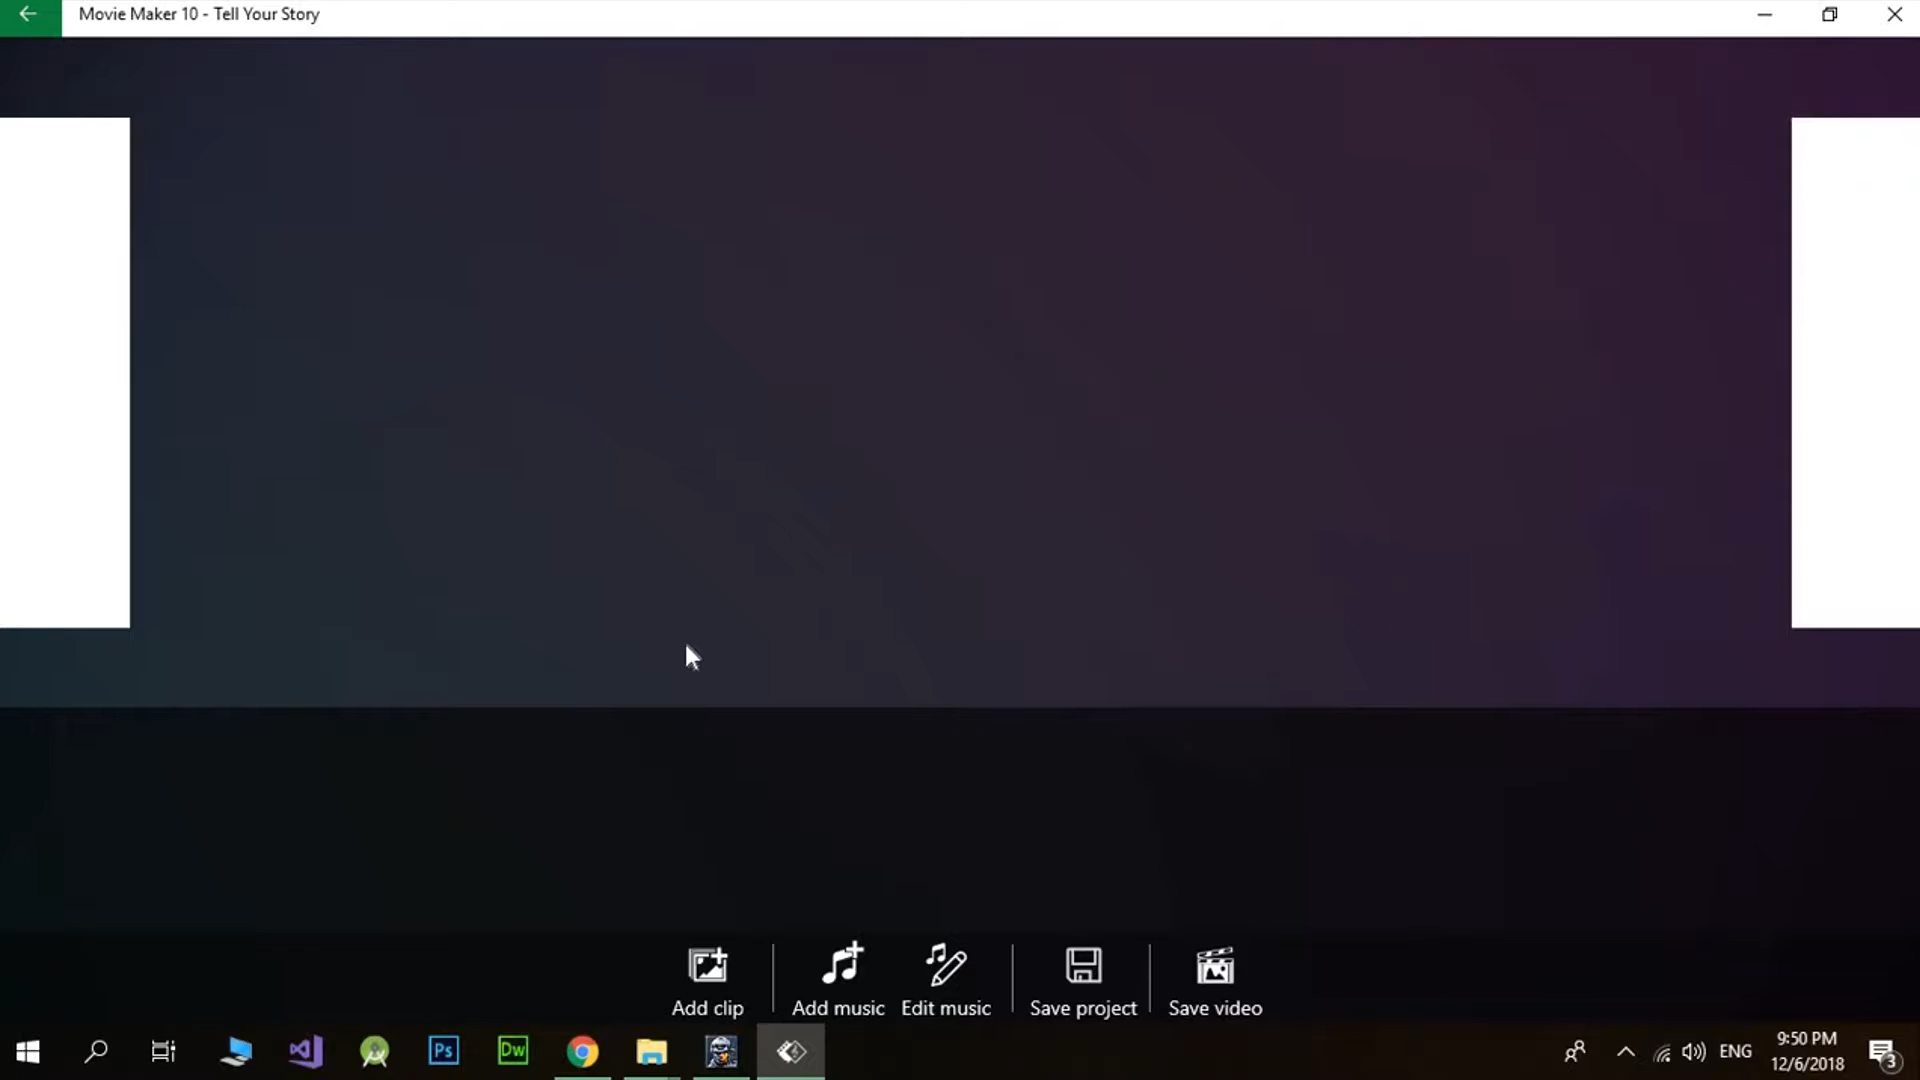 Movie Maker 10 - Tell Your Story
Add clip
Add music
Edit music
Save project
Save video
Ps
Dw
ENG
9:50 PM
12/6/2018
3